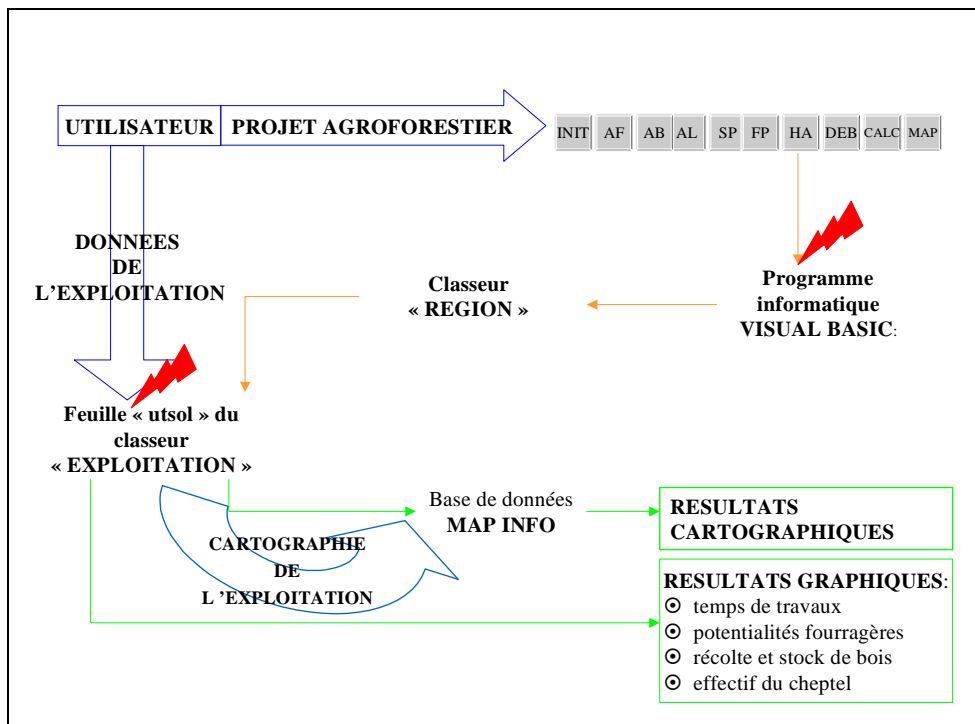 UTILISATEUR PROJET AGROFORESTIER
INIT AF AB AL SP FP HA DEB CALC MAP
DONNEES
DE
L'EXPLOITATION
Classeur
« REGION »
Programme
informatique
VISUAL BASIC:
Feuille « utsol » du
classeur
« EXPLOITATION »
Base de données
MAP INFO
RESULTATS
CARTOGRAPHIQUES
CARTOGRAPHIE
DE
L 'EXPLOITATION
RESULTATS GRAPHIQUES:
temps de travaux
potentialités fourragères
récolte et stock de bois
effectif du cheptel